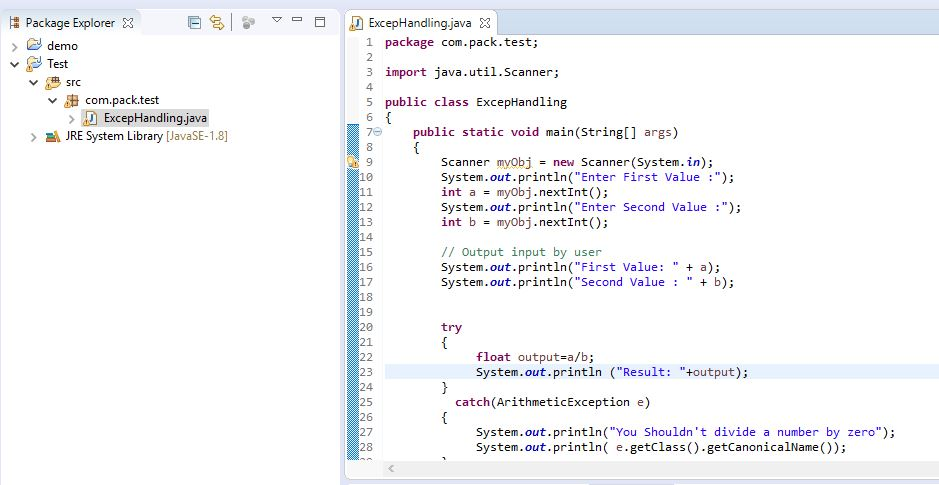 Package Explorer
demo
Test
src
com.pack.test
ExcepHandling.java
JRE System Library [JavaSE-1.8]
ExcepHandling.java
1 package com.pack.test;
2
3 import java.util.Scanner;
4
5 public class ExcepHandling
6 {
7 public static void main(String[] args)
8 {
9 Scanner myObj = new Scanner(System.in);
10 System.out.println("Enter First Value :");
11 int a = myObj.nextInt();
12 System.out.println("Enter Second Value :");
13 int b = myObj.nextInt();
14
15 // Output input by user
16 System.out.println("First Value: " + a);
17 System.out.println("Second Value : " + b);
18
19
20 try
21 {
22 float output=a/b;
23 System.out.println ("Result: "+output);
24 }
25 catch(ArithmeticException e)
26 {
27 System.out.println("You Shouldn't divide a number by zero");
28 System.out.println( e.getClass().getCanonicalName());